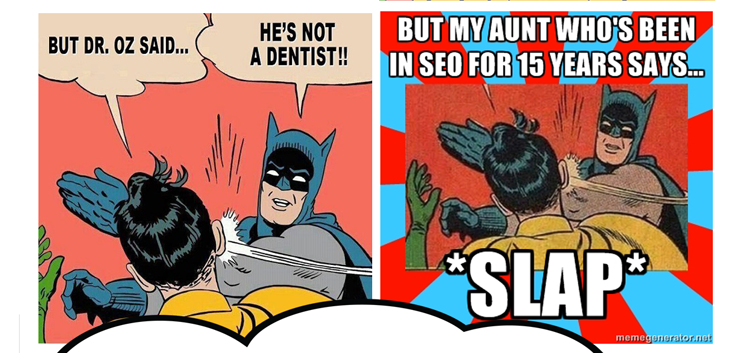 BUT DR. OZ SAID...
HE'S NOT
A DENTIST!!
BUT MY AUNT WHO'S BEEN
IN SEO FOR 15 YEARS SAYS...
*SLAP*
memegenerator.net